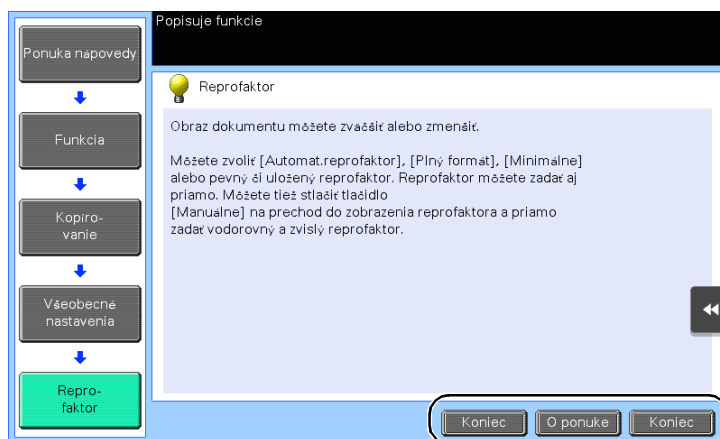 Popisuje funkcie
Ponuka nápovedy
Funkcia
Kopíro-
vanie
Všeobecné
nastavenia
Repro-
faktor
Reprofaktor
Obraz dokumentu môžete zväčšiť alebo zmenšiť.
Môžete zvoliť [Automat.reprofaktor], [Plný formát], [Minimálne]
alebo pevný či uložený reprofaktor. Reprofaktor môžete zadať aj
priamo. Môžete tiež stlačiť tlačidlo
[Manuálne] na prechod do zobrazenia reprofaktora a priamo
zadať vodorovný a zvislý reprofaktor.
Koniec
O ponuke
Koniec